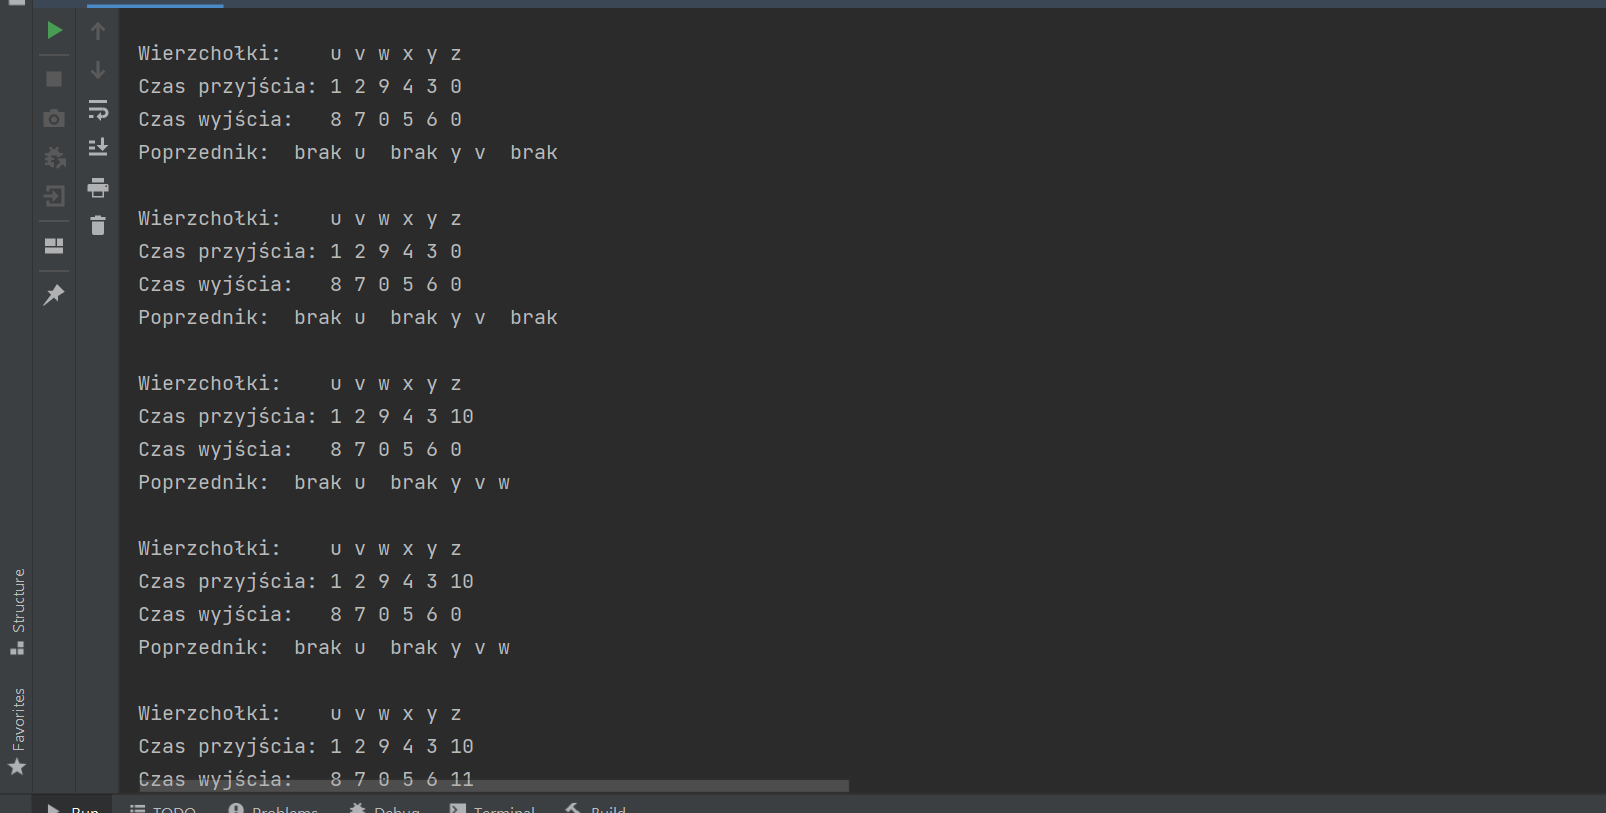 Wierzchołki:    u v w x y z
Czas przyjścia: 1 2 9 4 3 0
Czas wyjścia:   8 7 0 5 6 0
Poprzednik:  brak u  brak y v  brak
Wierzchołki:    u v w x y z
Czas przyjścia: 1 2 9 4 3 0
Czas wyjścia:   8 7 0 5 6 0
Poprzednik:  brak u  brak y v  brak
Wierzchołki:    u v w x y z
Czas przyjścia: 1 2 9 4 3 10
Czas wyjścia:   8 7 0 5 6 0
Poprzednik:  brak u  brak y v w
Wierzchołki:    u v w x y z
Czas przyjścia: 1 2 9 4 3 10
Czas wyjścia:   8 7 0 5 6 0
Poprzednik:  brak u  brak y v w
Wierzchołki:    u v w x y z
Czas przyjścia: 1 2 9 4 3 10
Czas wyjścia:   8 7 0 5 6 11
Structure
Favorites
Run TODO Problems Debug Terminal Build